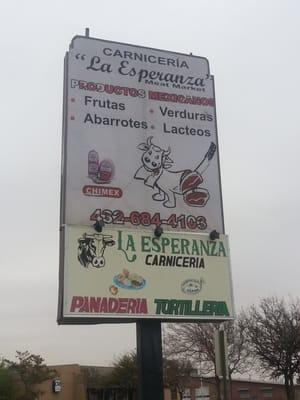 CARNICERÍA
"La Esperanza"
Meat Market
PRODUCTOS MEXICANOS
• Frutas • Verduras
• Abarrotes • Lacteos
CHIMEX
432-684-4103
LA ESPERANZA
CARNICERIA
PANADERIA TORTILLERIA